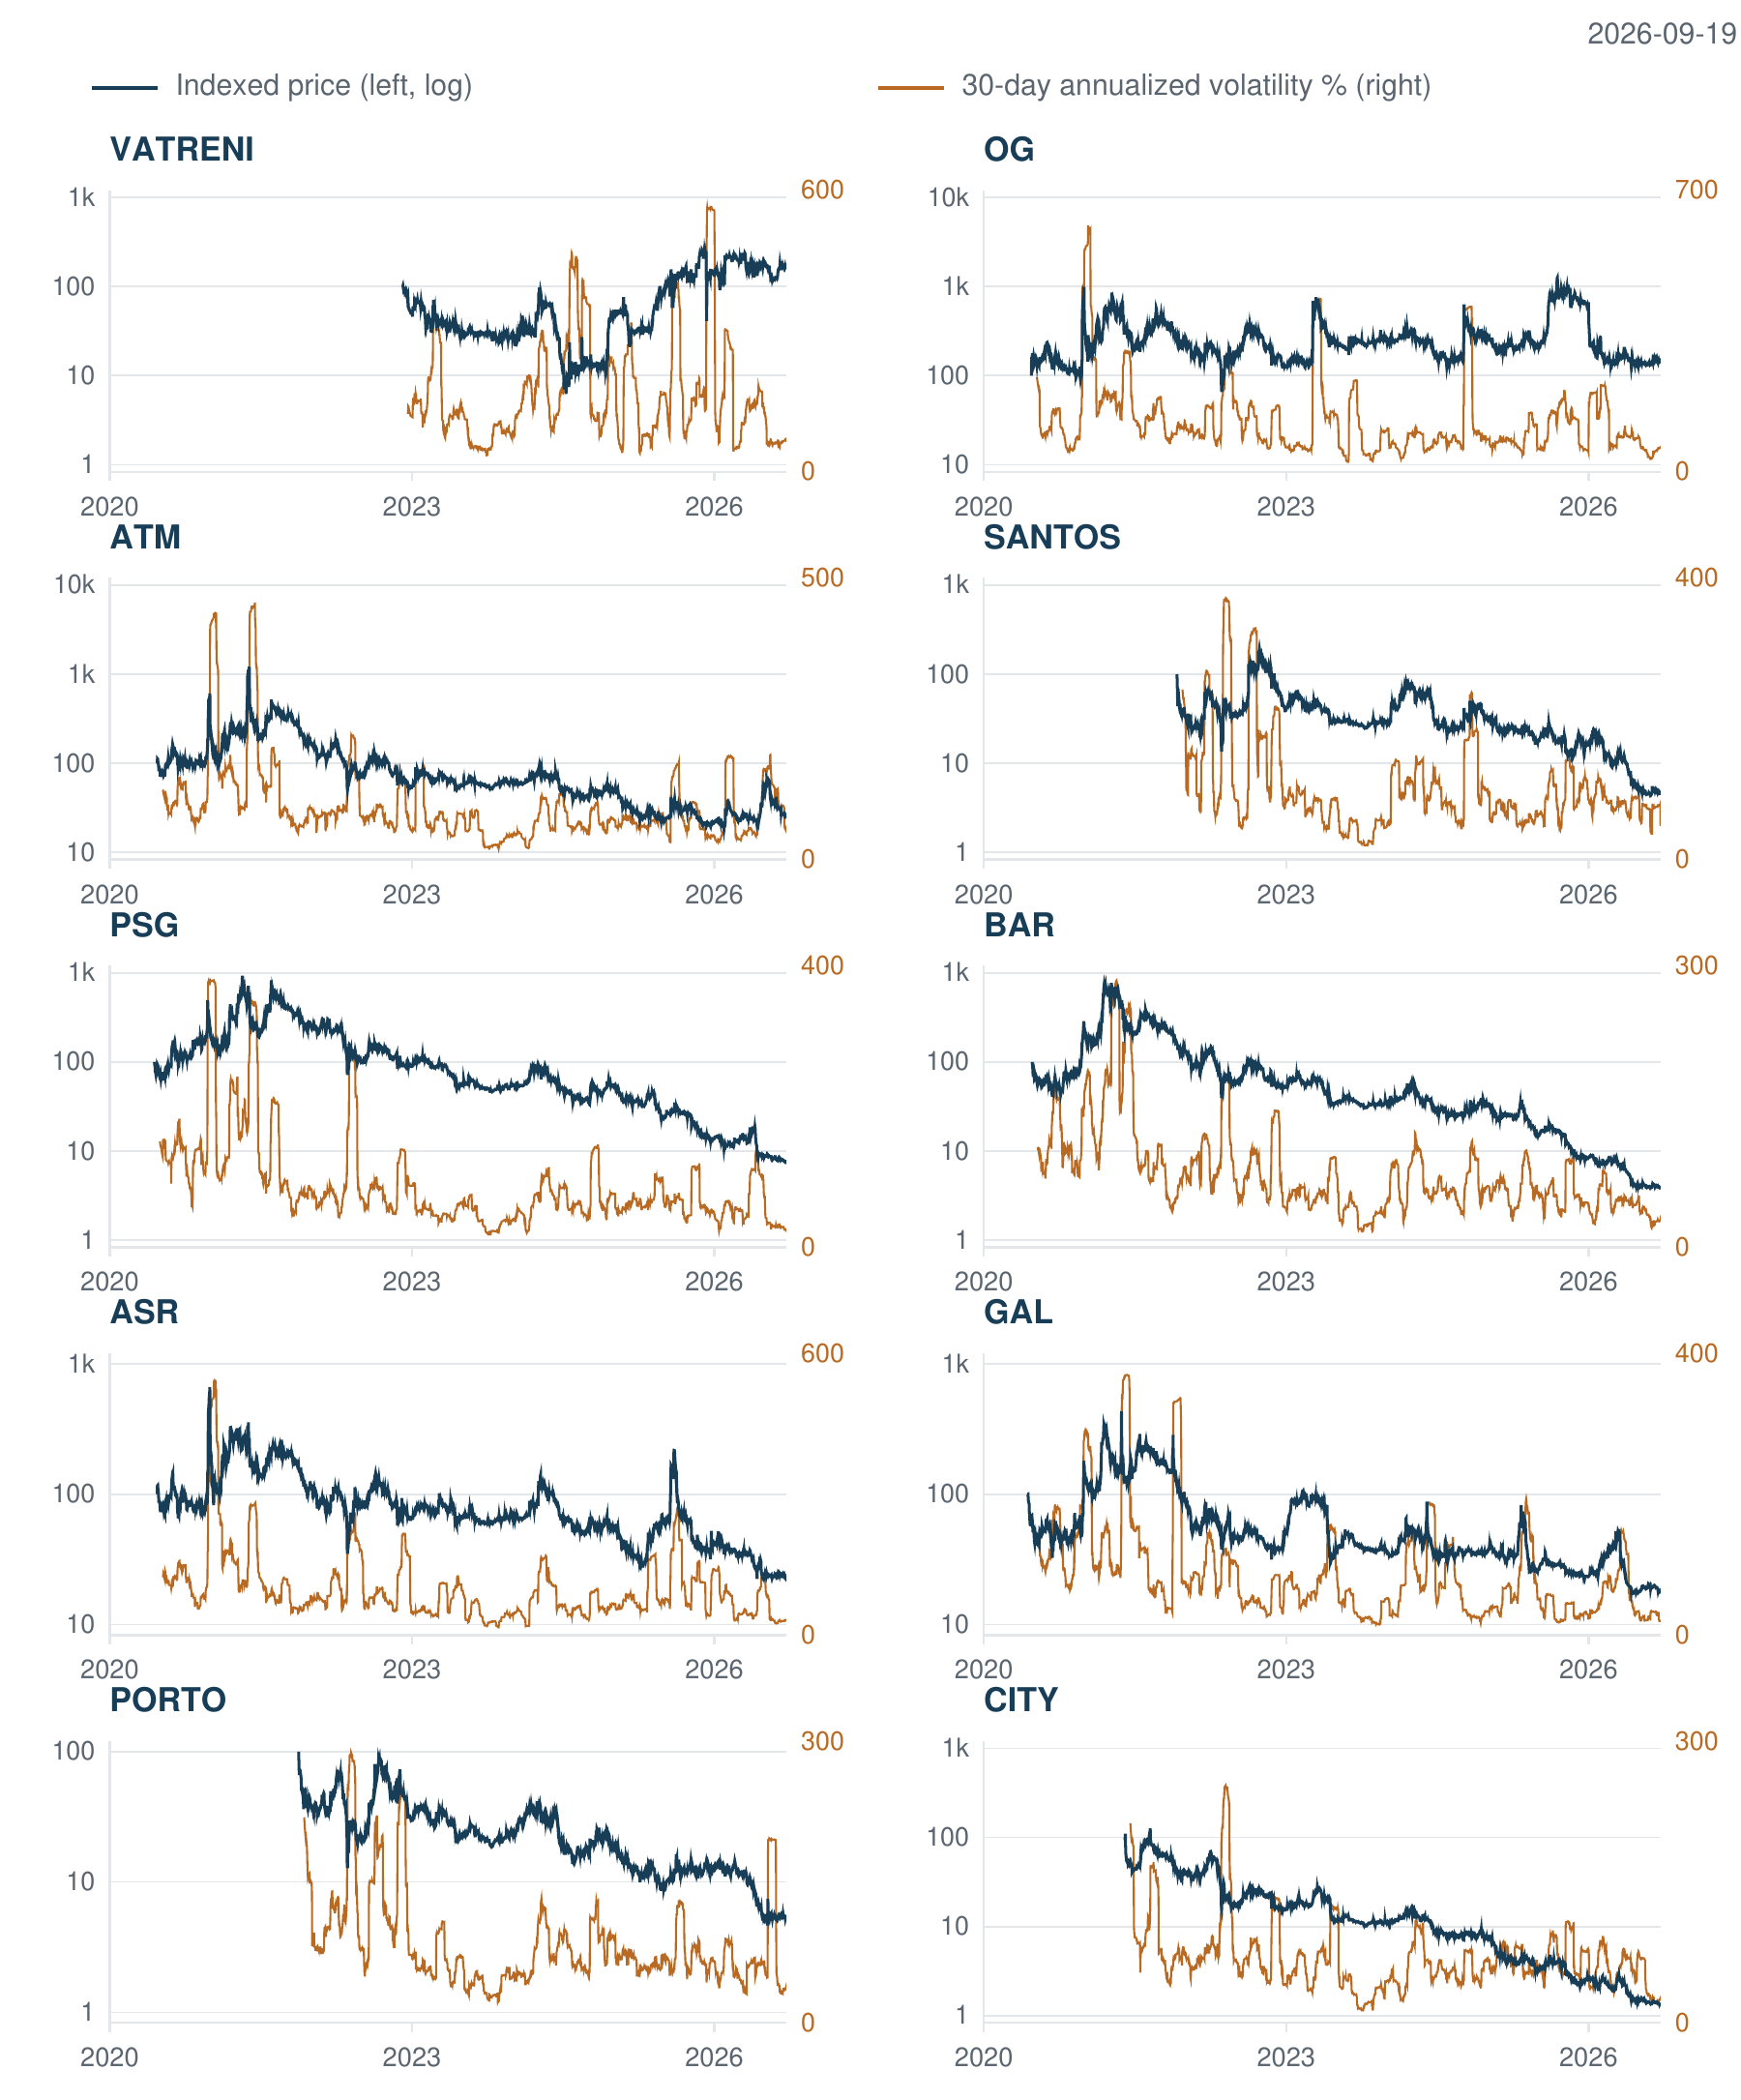 2026-09-19
Indexed price (left, log) 30-day annualized volatility % (right)
VATRENI OG
1k 600 10k 700
100 1k
10 100
1 0 10 0
2020 2023 2026 2020 2023 2026
ATM SANTOS
10k 500 1k 400
1k 100
100 10
10 0 1 0
2020 2023 2026 2020 2023 2026
PSG BAR
1k 400 1k 300
100 100
10 10
1 0 1 0
2020 2023 2026 2020 2023 2026
ASR GAL
1k 600 1k 400
100 100
10 0 10 0
2020 2023 2026 2020 2023 2026
PORTO CITY
100 300 1k 300
100
10 10
1 0 1 0
2020 2023 2026 2020 2023 2026